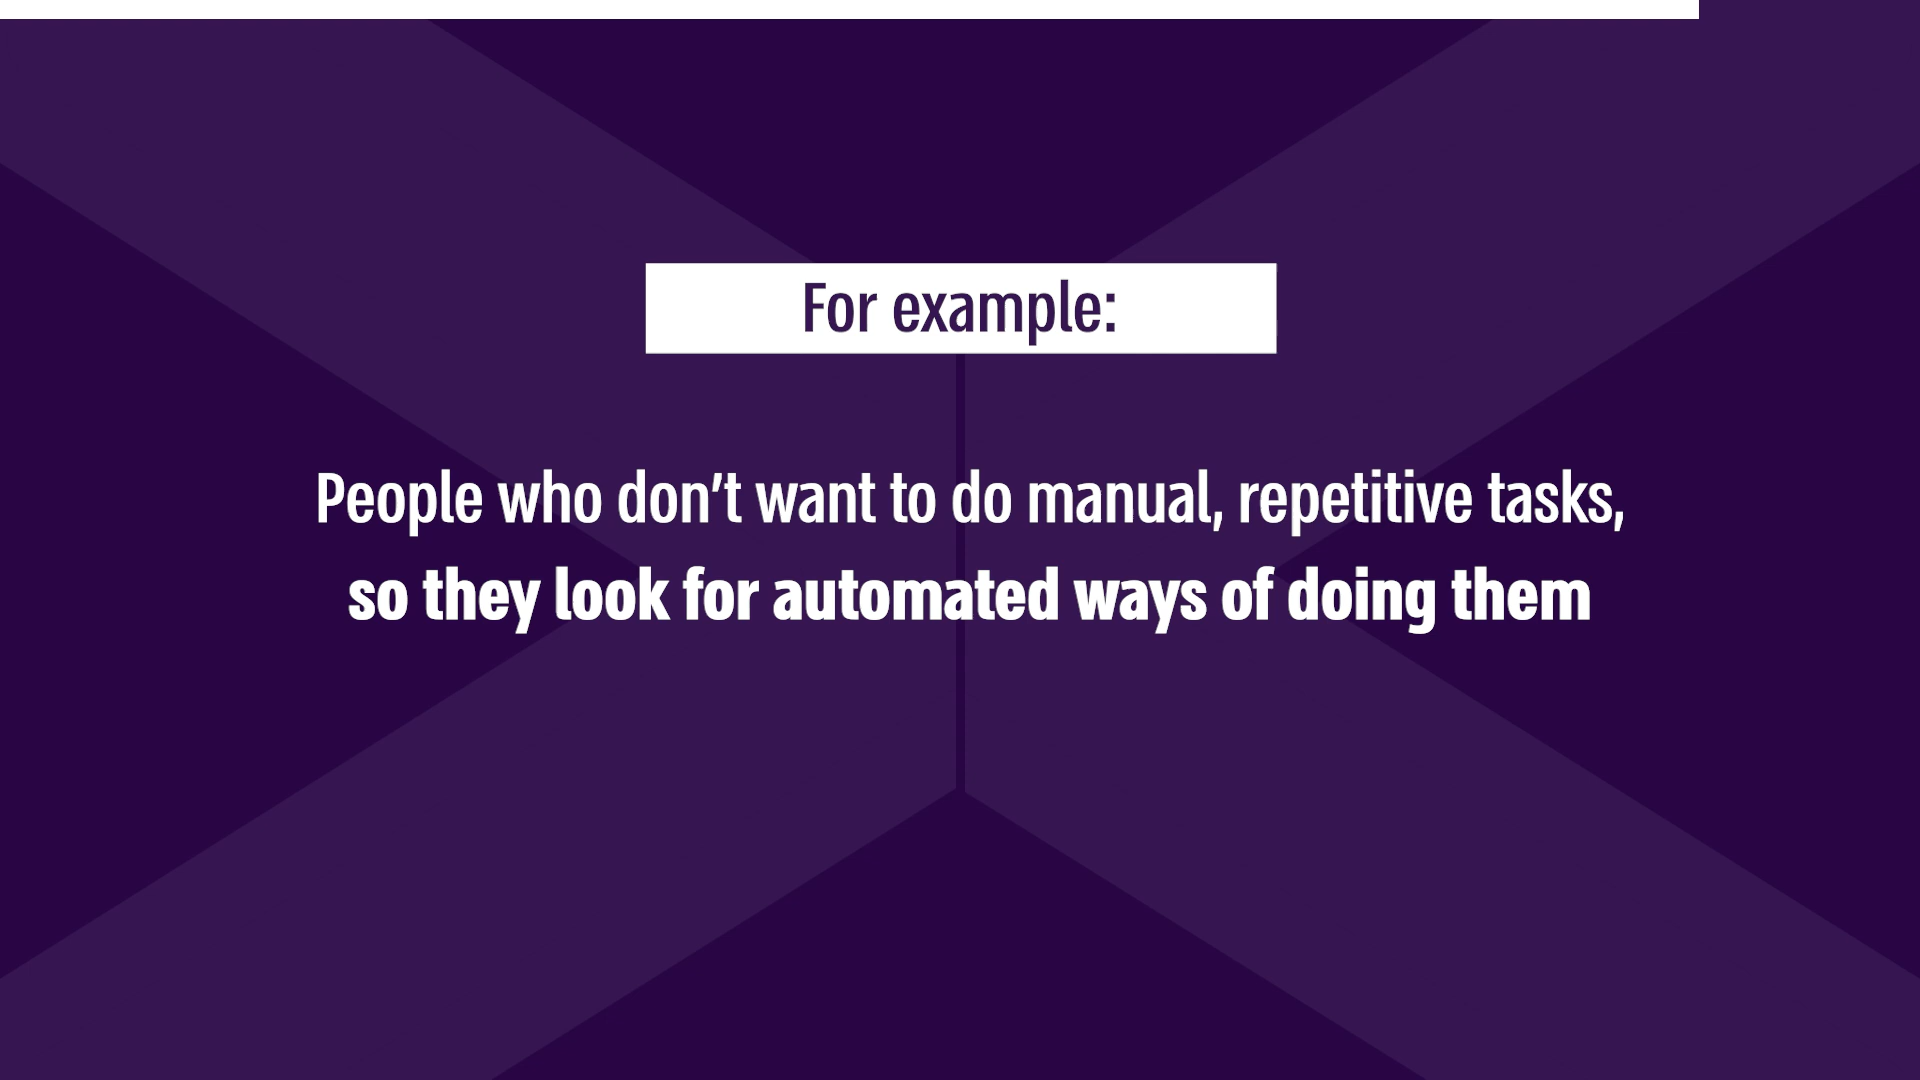 For example:
People who don’t want to do manual, repetitive tasks,
so they look for automated ways of doing them